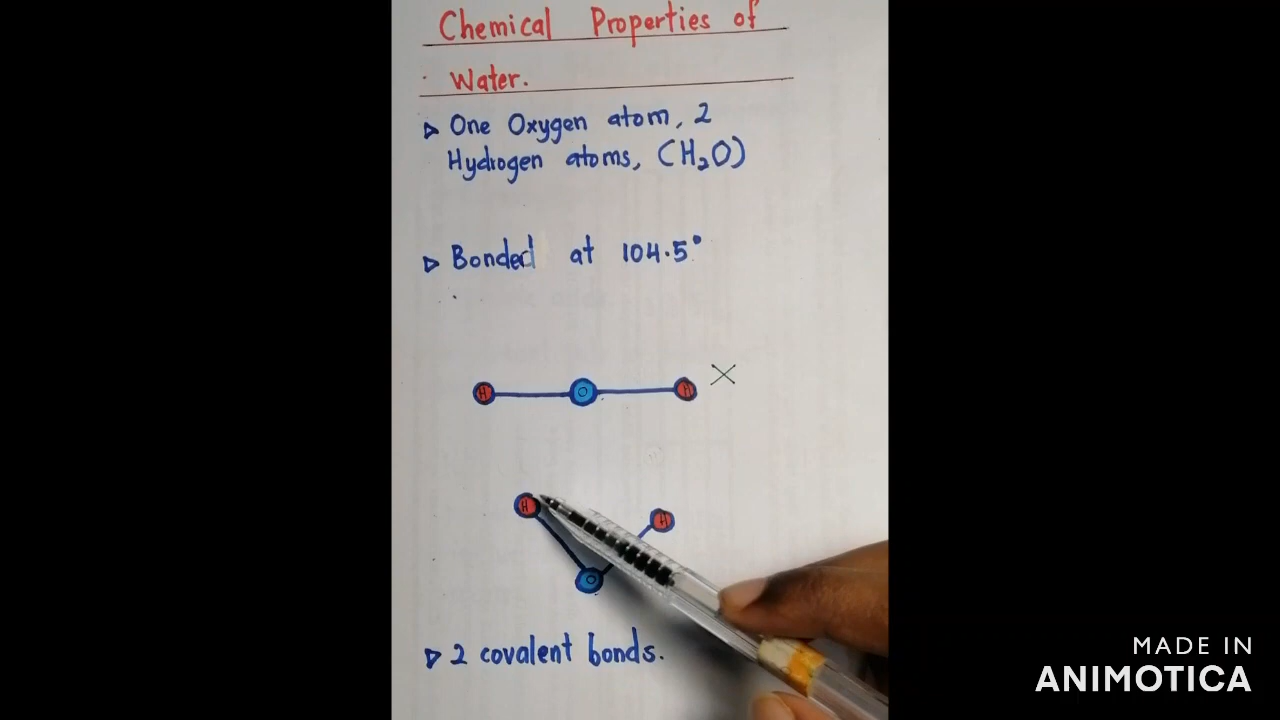 Chemical Properties of
Water.
▷ One Oxygen atom, 2
Hydrogen atoms, (H₂O)
▷ Bonded at 104.5°
H O H
H H
O
▷ 2 covalent bonds.
MADE IN
ANIMOTICA